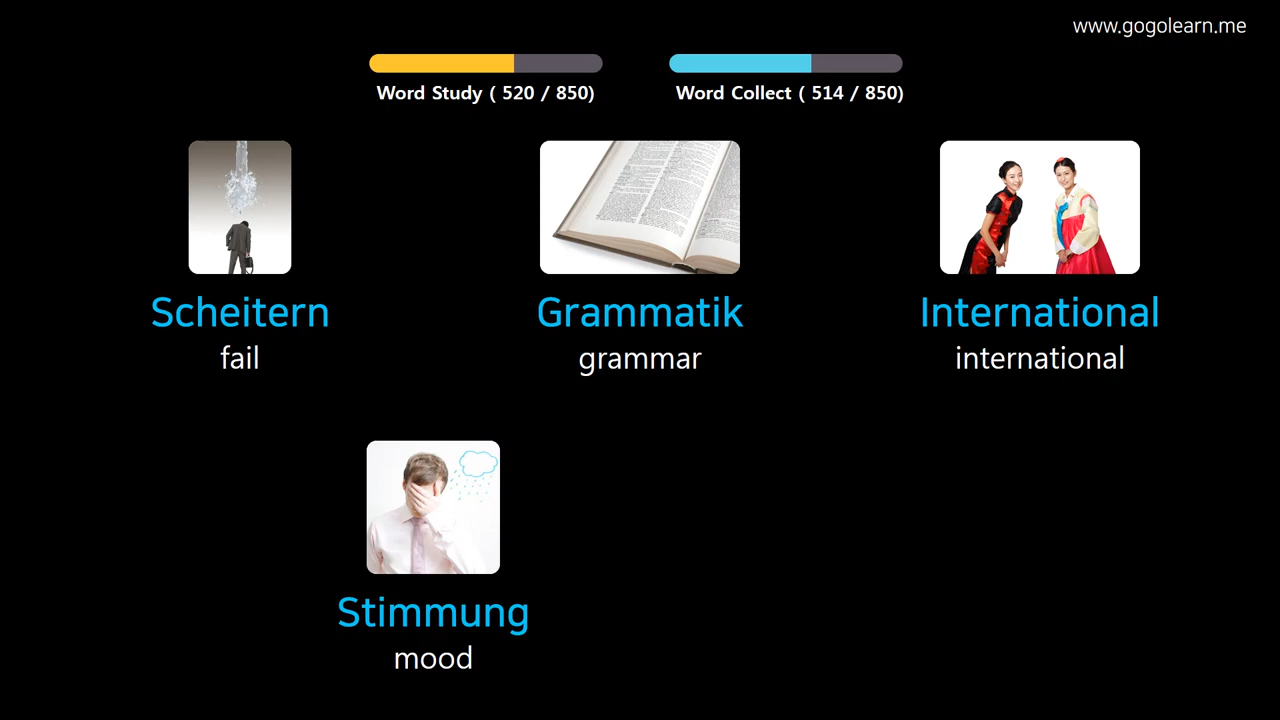 www.gogolearn.me
Word Study ( 520 / 850)
Word Collect ( 514 / 850)
Scheitern
fail
Grammatik
grammar
International
international
Stimmung
mood